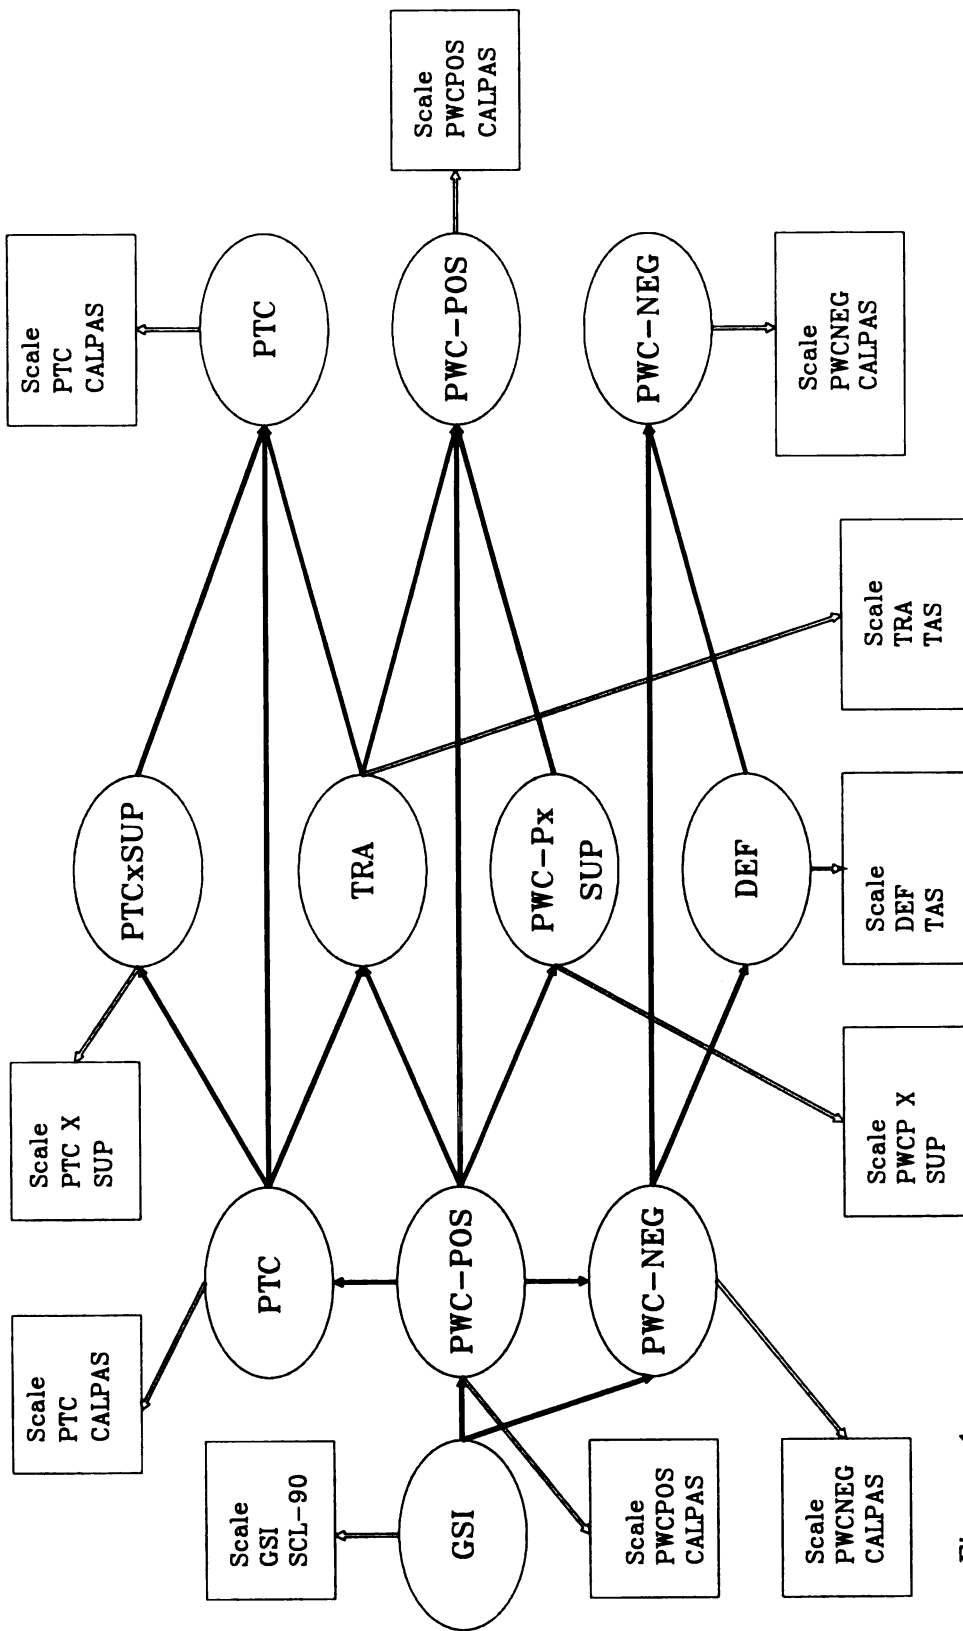 Scale
PTC
CALPAS
Scale
PTC X
SUP
Scale
PTC
CALPAS
PTCxSUP
Scale
GSI
SCL-90
PTC
PTC
TRA
GSI
PWC-POS
PWC-POS
Scale
PWCPOS
CALPAS
PWC-Px
SUP
Scale
PWCPOS
CALPAS
PWC-NEG
PWC-NEG
DEF
Scale
PWCNEG
CALPAS
Scale
PWCP X
SUP
Scale
DEF
TAS
Scale
TRA
TAS
Scale
PWCNEG
CALPAS